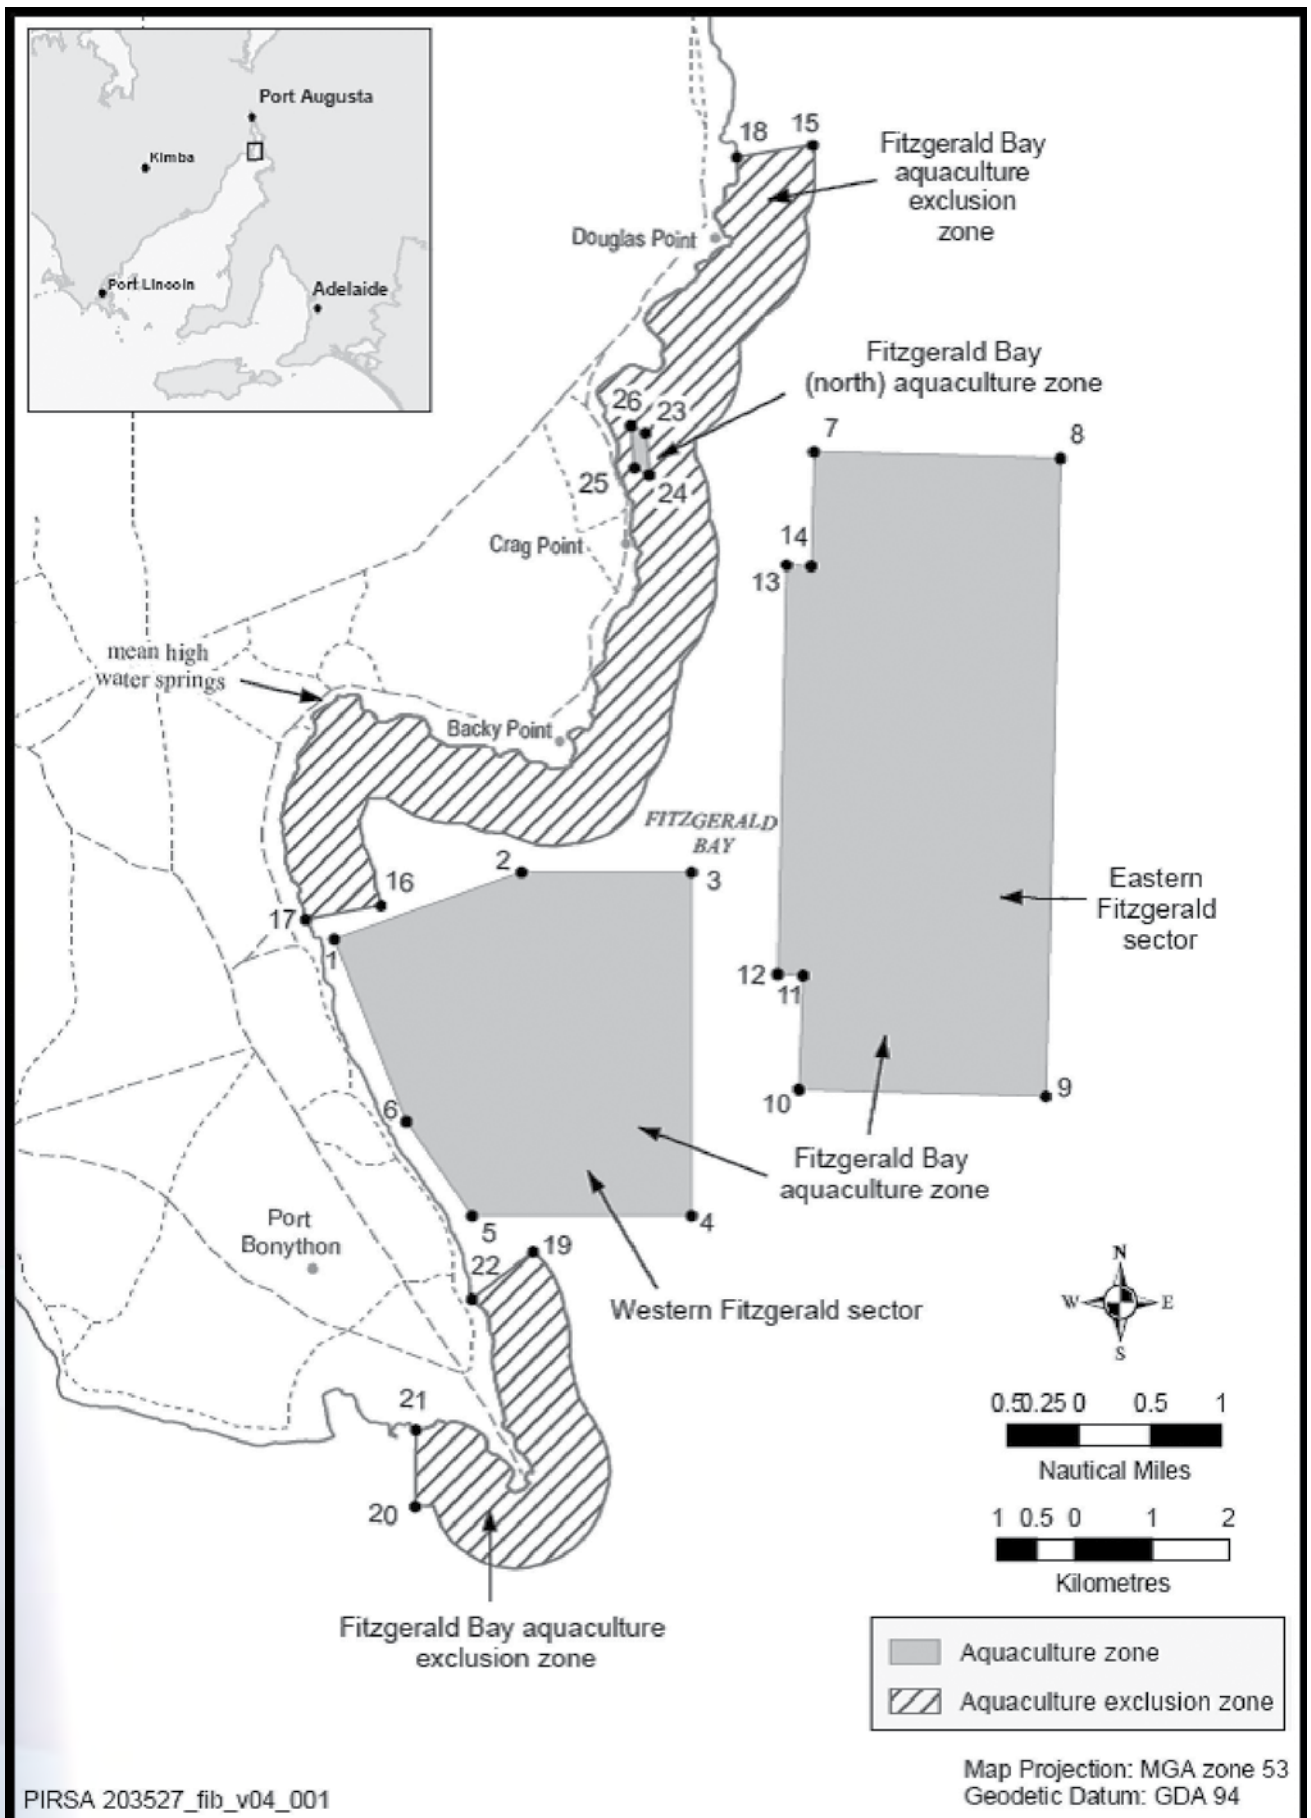 Port Augusta
Kimba
Port Lincoln
Adelaide
18
15
Fitzgerald Bay
aquaculture
exclusion
zone
Douglas Point
Fitzgerald Bay
(north) aquaculture zone
26
23
7
8
25
24
14
Crag Point
13
mean high
water springs
Backy Point
FITZGERALD
BAY
2
3
16
Eastern
Fitzgerald
sector
17
1
12
11
6
10
9
Fitzgerald Bay
aquaculture zone
Port
Bonython
5
4
19
22
N
W
E
S
Western Fitzgerald sector
21
0.5
0.25
0
0.5
1
Nautical Miles
20
1
0.5
0
1
2
Kilometres
Fitzgerald Bay aquaculture
exclusion zone
Aquaculture zone
Aquaculture exclusion zone
Map Projection: MGA zone 53
PIRSA 203527_fib_v04_001
Geodetic Datum: GDA 94